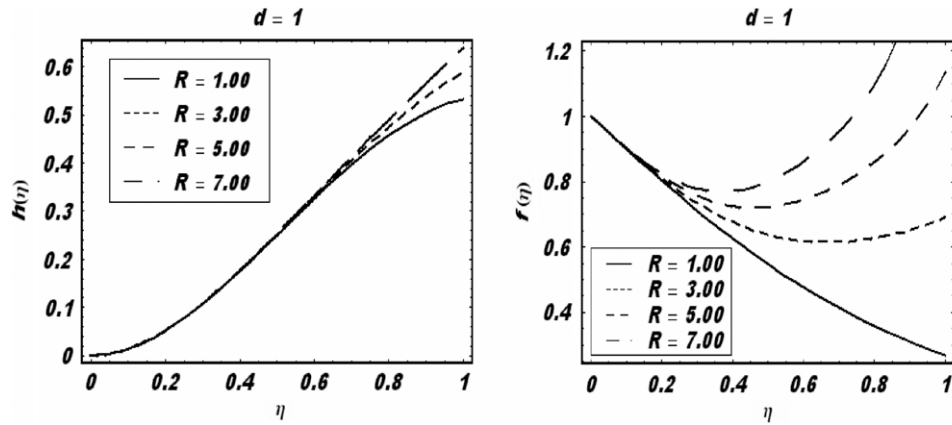 d = 1
h(η)
0.6
0.5
0.4
0.3
0.2
0.1
0
R = 1.00
R = 3.00
R = 5.00
R = 7.00
0 0.2 0.4 0.6 0.8 1
η
d = 1
f(η)
1.2
1
0.8
0.6
0.4
R = 1.00
R = 3.00
R = 5.00
R = 7.00
0 0.2 0.4 0.6 0.8 1
η